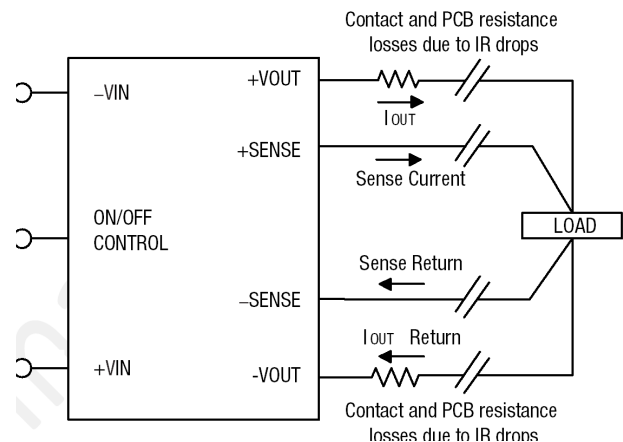 Contact and PCB resistance
losses due to IR drops
+VOUT
–VIN
IOUT
+SENSE
Sense Current
ON/OFF
CONTROL
LOAD
Sense Return
–SENSE
IOUT Return
+VIN
-VOUT
Contact and PCB resistance
losses due to IR drops